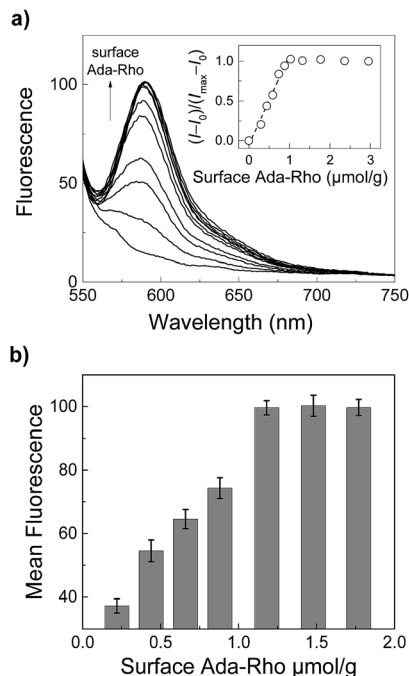 a)
surface
Ada-Rho
100
50
0
Fluorescence
550 600 650 700 750
Wavelength (nm)
1.0
0.5
0.0
(I–I0)/(Imax–I0)
0 1 2 3
Surface Ada-Rho (μmol/g)
b)
100
80
60
40
Mean Fluorescence
0.0 0.5 1.0 1.5 2.0
Surface Ada-Rho μmol/g